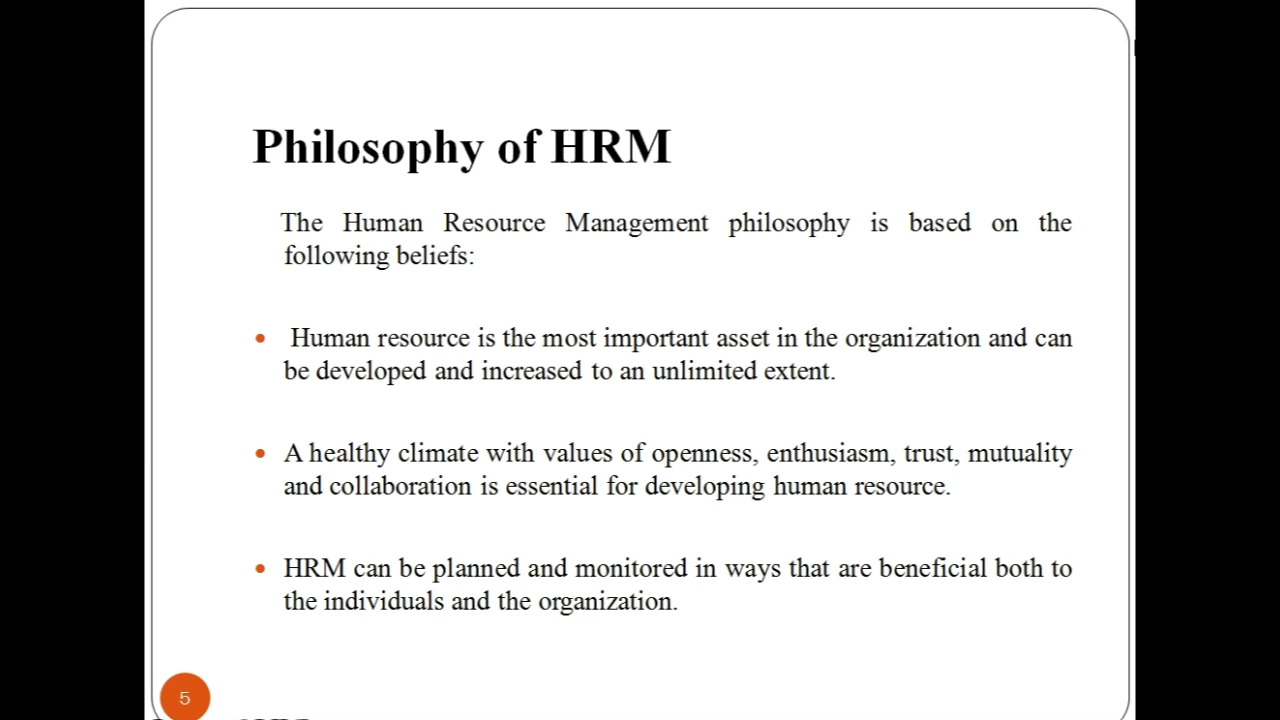 Philosophy of HRM
The Human Resource Management philosophy is based on the
following beliefs:
• Human resource is the most important asset in the organization and can
be developed and increased to an unlimited extent.
• A healthy climate with values of openness, enthusiasm, trust, mutuality
and collaboration is essential for developing human resource.
• HRM can be planned and monitored in ways that are beneficial both to
the individuals and the organization.
5